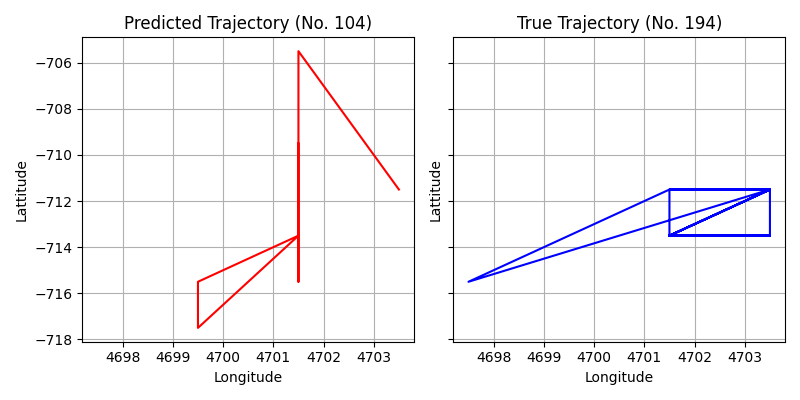 Predicted Trajectory (No. 104)
True Trajectory (No. 194)
−706
−708
−710
−712
−714
−716
−718
Lattitude
Lattitude
4698 4699 4700 4701 4702 4703
4698 4699 4700 4701 4702 4703
Longitude
Longitude